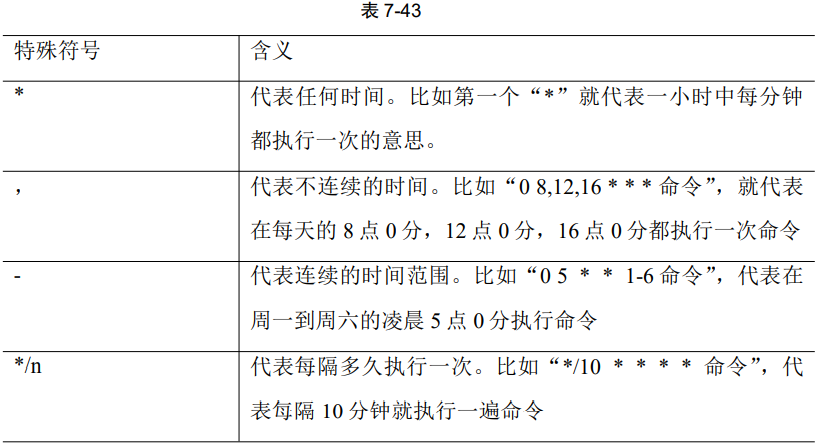 表 7-43
特殊符号 含义
* 代表任何时间。比如第一个“*”就代表一小时中每分钟
都执行一次的意思。
， 代表不连续的时间。比如“0 8,12,16 * * * 命令”，就代表
在每天的 8 点 0 分，12 点 0 分，16 点 0 分都执行一次命令
- 代表连续的时间范围。比如“0 5 * * 1-6 命令”，代表在
周一到周六的凌晨 5 点 0 分执行命令
*/n 代表每隔多久执行一次。比如“*/10 * * * * 命令”，代
表每隔 10 分钟就执行一遍命令